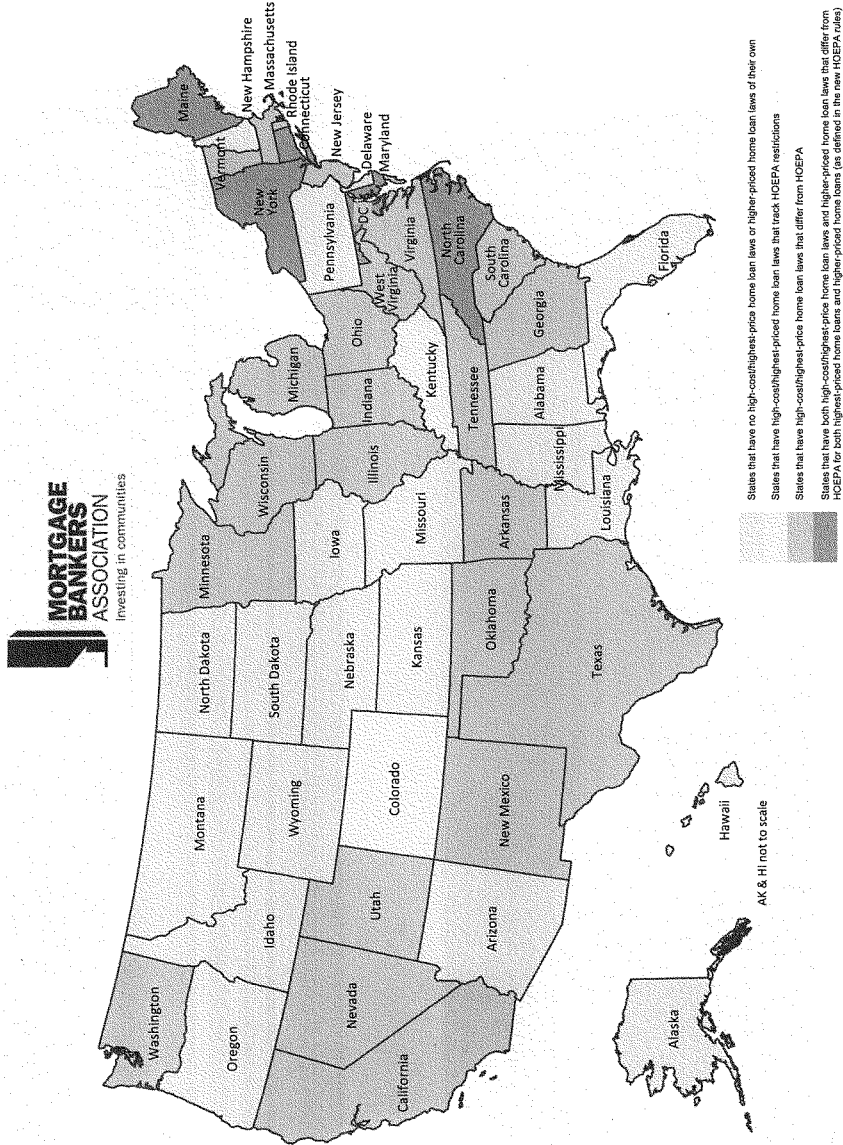 MORTGAGE
BANKERS
ASSOCIATION
Investing in communities
Washington
Oregon
California
Nevada
Idaho
Utah
Arizona
Montana
Wyoming
Colorado
New Mexico
North Dakota
South Dakota
Nebraska
Kansas
Oklahoma
Texas
Minnesota
Iowa
Missouri
Arkansas
Louisiana
Wisconsin
Illinois
Michigan
Indiana
Ohio
Kentucky
Tennessee
Mississippi
Alabama
Georgia
Florida
South
Carolina
North
Carolina
Virginia
West
Virginia
DC
Pennsylvania
New
York
Vermont
Maine
New Hampshire
Massachusetts
Rhode Island
Connecticut
New Jersey
Delaware
Maryland
Alaska
Hawaii
AK & HI not to scale
States that have no high-cost/highest-price home loan laws or higher-priced home loan laws of their own
States that have high-cost/highest-priced home loan laws that track HOEPA restrictions
States that have high-cost/highest-price home loan laws that differ from HOEPA
States that have both high-cost/highest-price home loan laws and higher-priced home loan laws that differ from
HOEPA for both highest-priced home loans and higher-priced home loans (as defined in the new HOEPA rules)